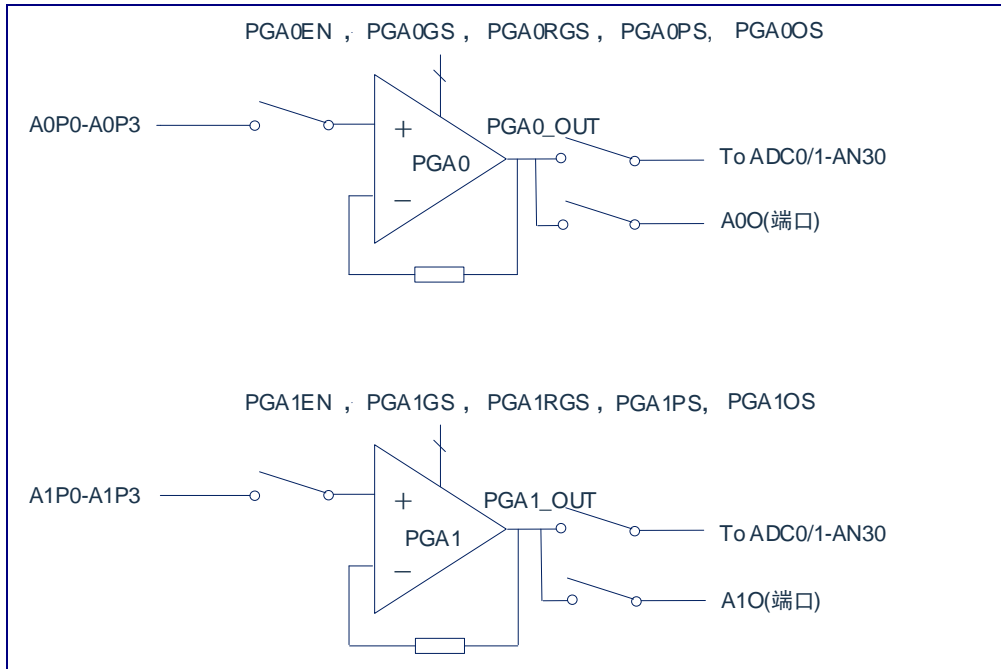 PGA0EN , PGA0GS , PGA0RGS , PGA0PS, PGA0OS
A0P0-A0P3
+
PGA0
−
PGA0_OUT
To ADC0/1-AN30
A0O(端口)
PGA1EN , PGA1GS , PGA1RGS , PGA1PS, PGA1OS
A1P0-A1P3
+
PGA1
−
PGA1_OUT
To ADC0/1-AN30
A1O(端口)